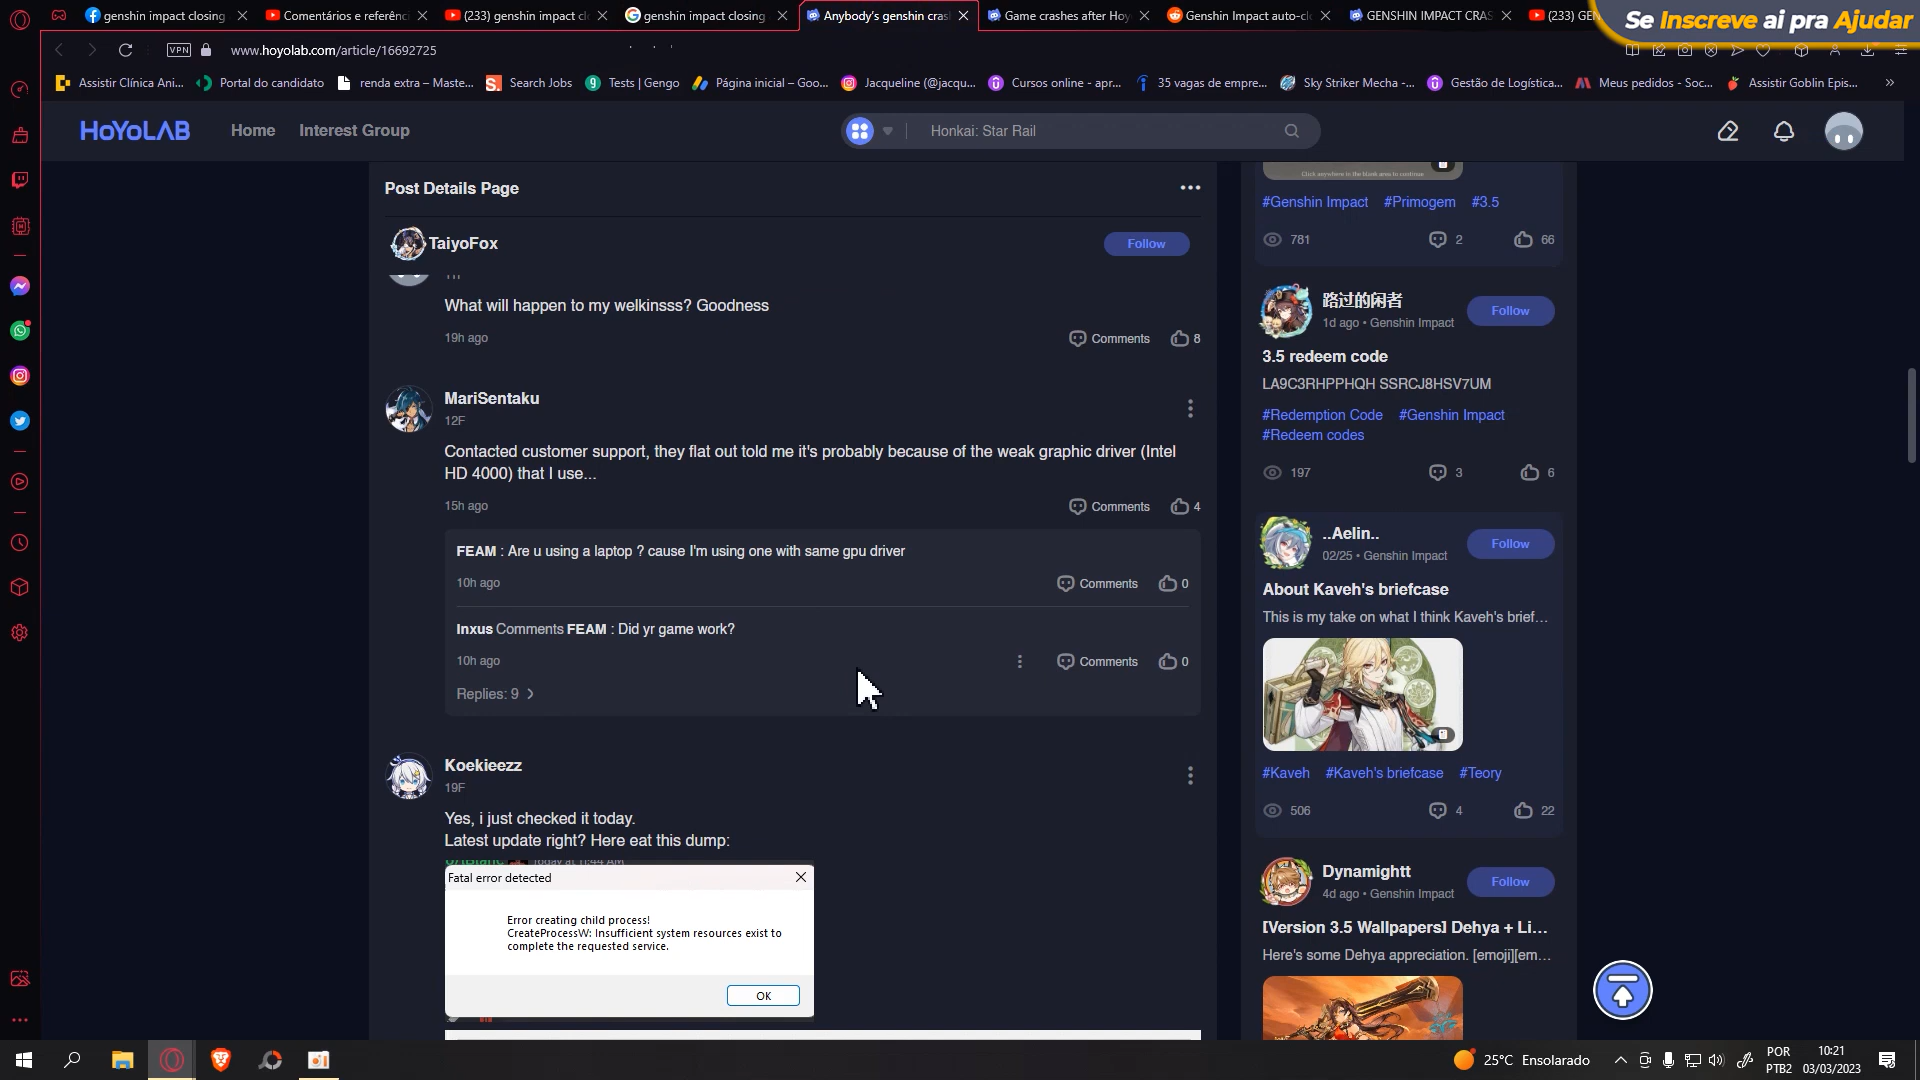 genshin impact closing
Comentários e referênc
(233) genshin impact cl
genshin impact closing
Anybody's genshin cras
Game crashes after Hoy
Genshin Impact auto-cl
GENSHIN IMPACT CRAS
(233) GEN
Se Inscreve ai pra Ajudar
VPN
www.hoyolab.com/article/16692725
Assistir Clínica Ani...
Portal do candidato
renda extra – Maste...
Search Jobs
Tests | Gengo
Página inicial – Goo...
Jacqueline (@jacqu...
Cursos online - apr...
35 vagas de empre...
Sky Striker Mecha -...
Gestão de Logística...
Meus pedidos - Soc...
Assistir Goblin Epis...
HoYoLAB
Home
Interest Group
Honkai: Star Rail
Post Details Page
TaiyoFox
Follow
What will happen to my welkinsss? Goodness
19h ago
Comments
8
MariSentaku
12F
Contacted customer support, they flat out told me it's probably because of the weak graphic driver (Intel
HD 4000) that I use...
15h ago
Comments
4
FEAM : Are u using a laptop ? cause I'm using one with same gpu driver
10h ago
Comments
0
Inxus Comments FEAM : Did yr game work?
10h ago
Comments
0
Replies: 9
Koekieezz
19F
Yes, i just checked it today.
Latest update right? Here eat this dump:
Today at 11:44 AM
Fatal error detected
Error creating child process!
CreateProcessW: Insufficient system resources exist to
complete the requested service.
OK
Click anywhere in the blank area to continue
#Genshin Impact #Primogem #3.5
781
2
66
路过的闲者
1d ago • Genshin Impact
Follow
3.5 redeem code
LA9C3RHPPHQH SSRCJ8HSV7UM
#Redemption Code #Genshin Impact
#Redeem codes
197
3
6
..Aelin..
02/25 • Genshin Impact
Follow
About Kaveh's briefcase
This is my take on what I think Kaveh's brief...
#Kaveh #Kaveh's briefcase #Teory
506
4
22
Dynamightt
4d ago • Genshin Impact
Follow
[Version 3.5 Wallpapers] Dehya + Li...
Here's some Dehya appreciation. [emoji][em...
25°C Ensolarado
POR
PTB2
10:21
03/03/2023